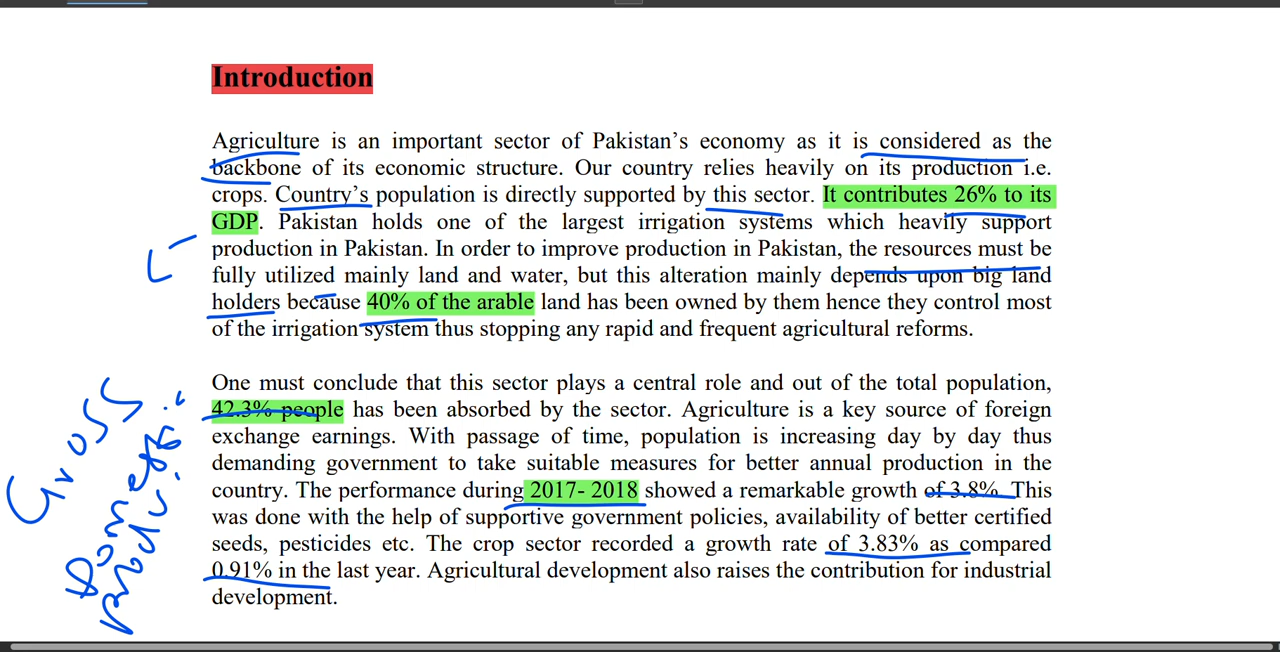 Introduction
Agriculture is an important sector of Pakistan’s economy as it is considered as the
backbone of its economic structure. Our country relies heavily on its production i.e.
crops. Country’s population is directly supported by this sector. It contributes 26% to its
GDP. Pakistan holds one of the largest irrigation systems which heavily support
production in Pakistan. In order to improve production in Pakistan, the resources must be
fully utilized mainly land and water, but this alteration mainly depends upon big land
holders because 40% of the arable land has been owned by them hence they control most
of the irrigation system thus stopping any rapid and frequent agricultural reforms.
One must conclude that this sector plays a central role and out of the total population,
42.3% people has been absorbed by the sector. Agriculture is a key source of foreign
exchange earnings. With passage of time, population is increasing day by day thus
demanding government to take suitable measures for better annual production in the
country. The performance during 2017- 2018 showed a remarkable growth of 3.8%. This
was done with the help of supportive government policies, availability of better certified
seeds, pesticides etc. The crop sector recorded a growth rate of 3.83% as compared
0.91% in the last year. Agricultural development also raises the contribution for industrial
development.
Gross